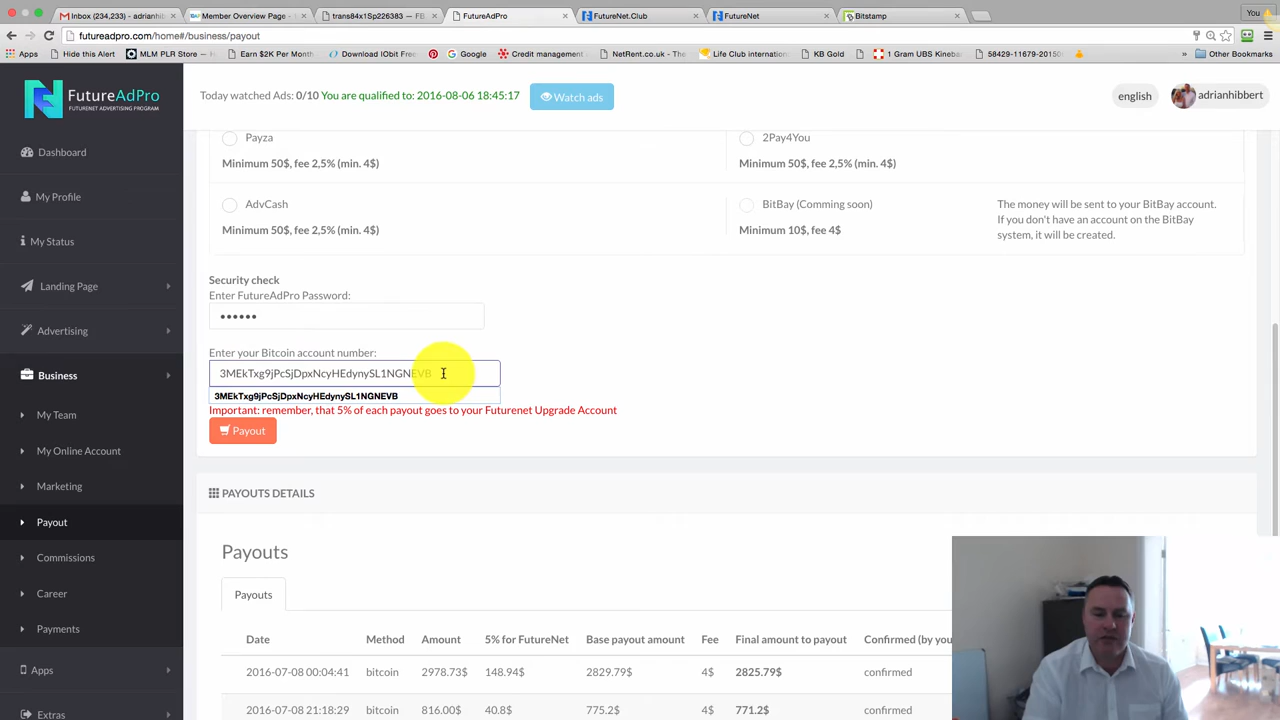 Inbox (234,233) - adrianhib
Member Overview Page -
trans84x1Sp226383 — FB
FutureAdPro
FutureNet.Club
FutureNet
Bitstamp
You
futureadpro.com/home#/business/payout
Apps
Hide this Alert
MLM PLR Store
Earn $2K Per Month
Download IObit Free
Google
Credit management
NetRent.co.uk - The
Life Club internation
KB Gold
1 Gram UBS Kineba
58429-11679-20150
Other Bookmarks
FutureAdPro
FUTURENET ADVERTISING PROGRAM
Today watched Ads: 0/10 You are qualified to: 2016-08-06 18:45:17
Watch ads
english
adrianhibbert
Dashboard
My Profile
My Status
Landing Page
Advertising
Business
My Team
My Online Account
Marketing
Payout
Commissions
Career
Payments
Apps
Extras
Payza
Minimum 50$, fee 2,5% (min. 4$)
2Pay4You
Minimum 50$, fee 2,5% (min. 4$)
AdvCash
Minimum 50$, fee 2,5% (min. 4$)
BitBay (Comming soon)
Minimum 10$, fee 4$
The money will be sent to your BitBay account.
If you don't have an account on the BitBay
system, it will be created.
Security check
Enter FutureAdPro Password:
••••••
Enter your Bitcoin account number:
3MEkTxg9jPcSjDpxNcyHEdynySL1NGNEVB
3MEkTxg9jPcSjDpxNcyHEdynySL1NGNEVB
Important: remember, that 5% of each payout goes to your Futurenet Upgrade Account
Payout
PAYOUTS DETAILS
Payouts
Payouts
Date Method Amount 5% for FutureNet Base payout amount Fee Final amount to payout Confirmed (by you
2016-07-08 00:04:41 bitcoin 2978.73$ 148.94$ 2829.79$ 4$ 2825.79$ confirmed
2016-07-08 21:18:29 bitcoin 816.00$ 40.8$ 775.2$ 4$ 771.2$ confirmed